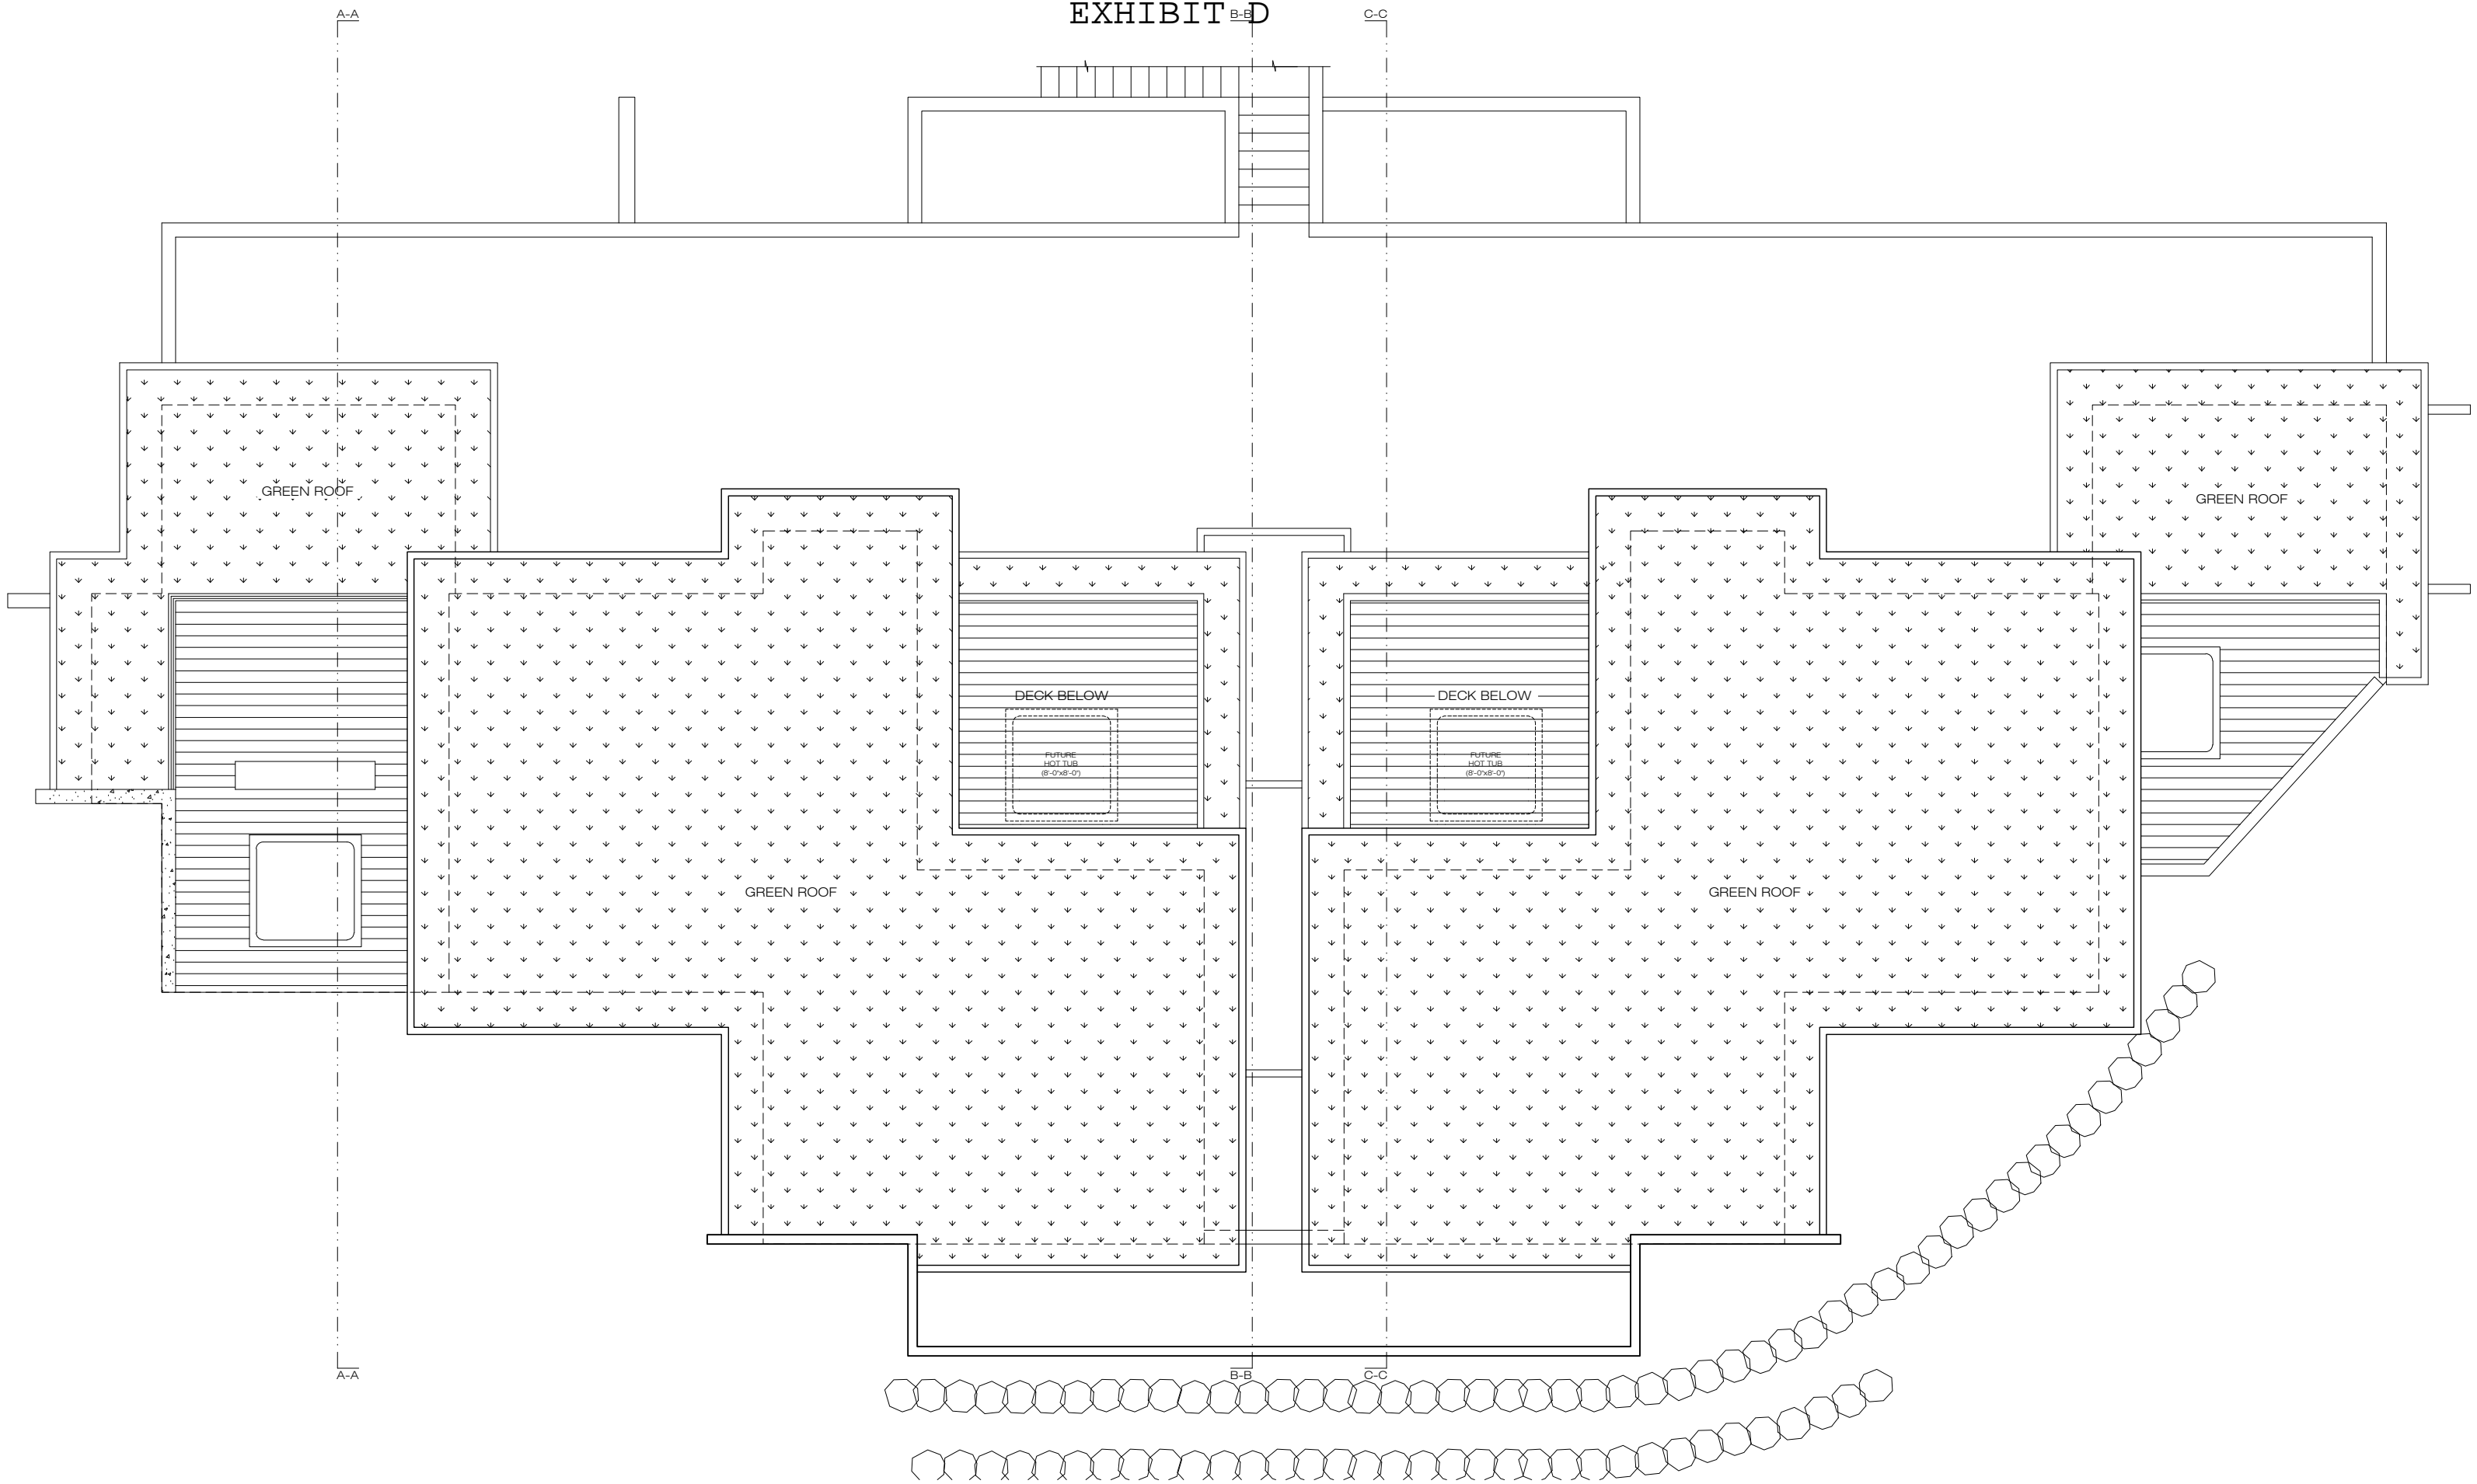 EXHIBIT D
A-A
B-B
C-C
GREEN ROOF
GREEN ROOF
DECK BELOW
DECK BELOW
FUTURE
HOT TUB
(8'-0"x8'-0")
FUTURE
HOT TUB
(8'-0"x8'-0")
GREEN ROOF
GREEN ROOF
A-A
B-B
C-C